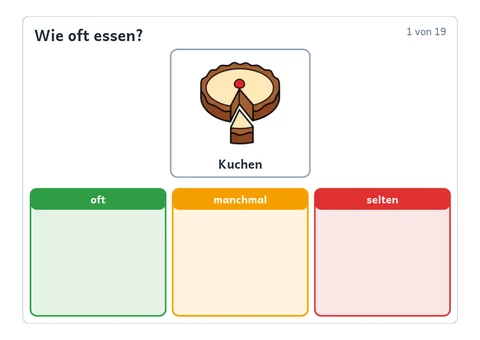 Wie oft essen?
1 von 19
Kuchen
oft
manchmal
selten